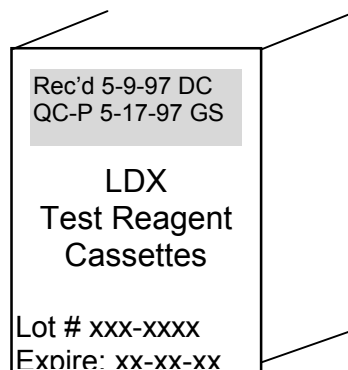 Rec’d 5-9-97 DC
QC-P 5-17-97 GS
LDX
Test Reagent
Cassettes
Lot # xxx-xxxx
Expire: xx-xx-xx